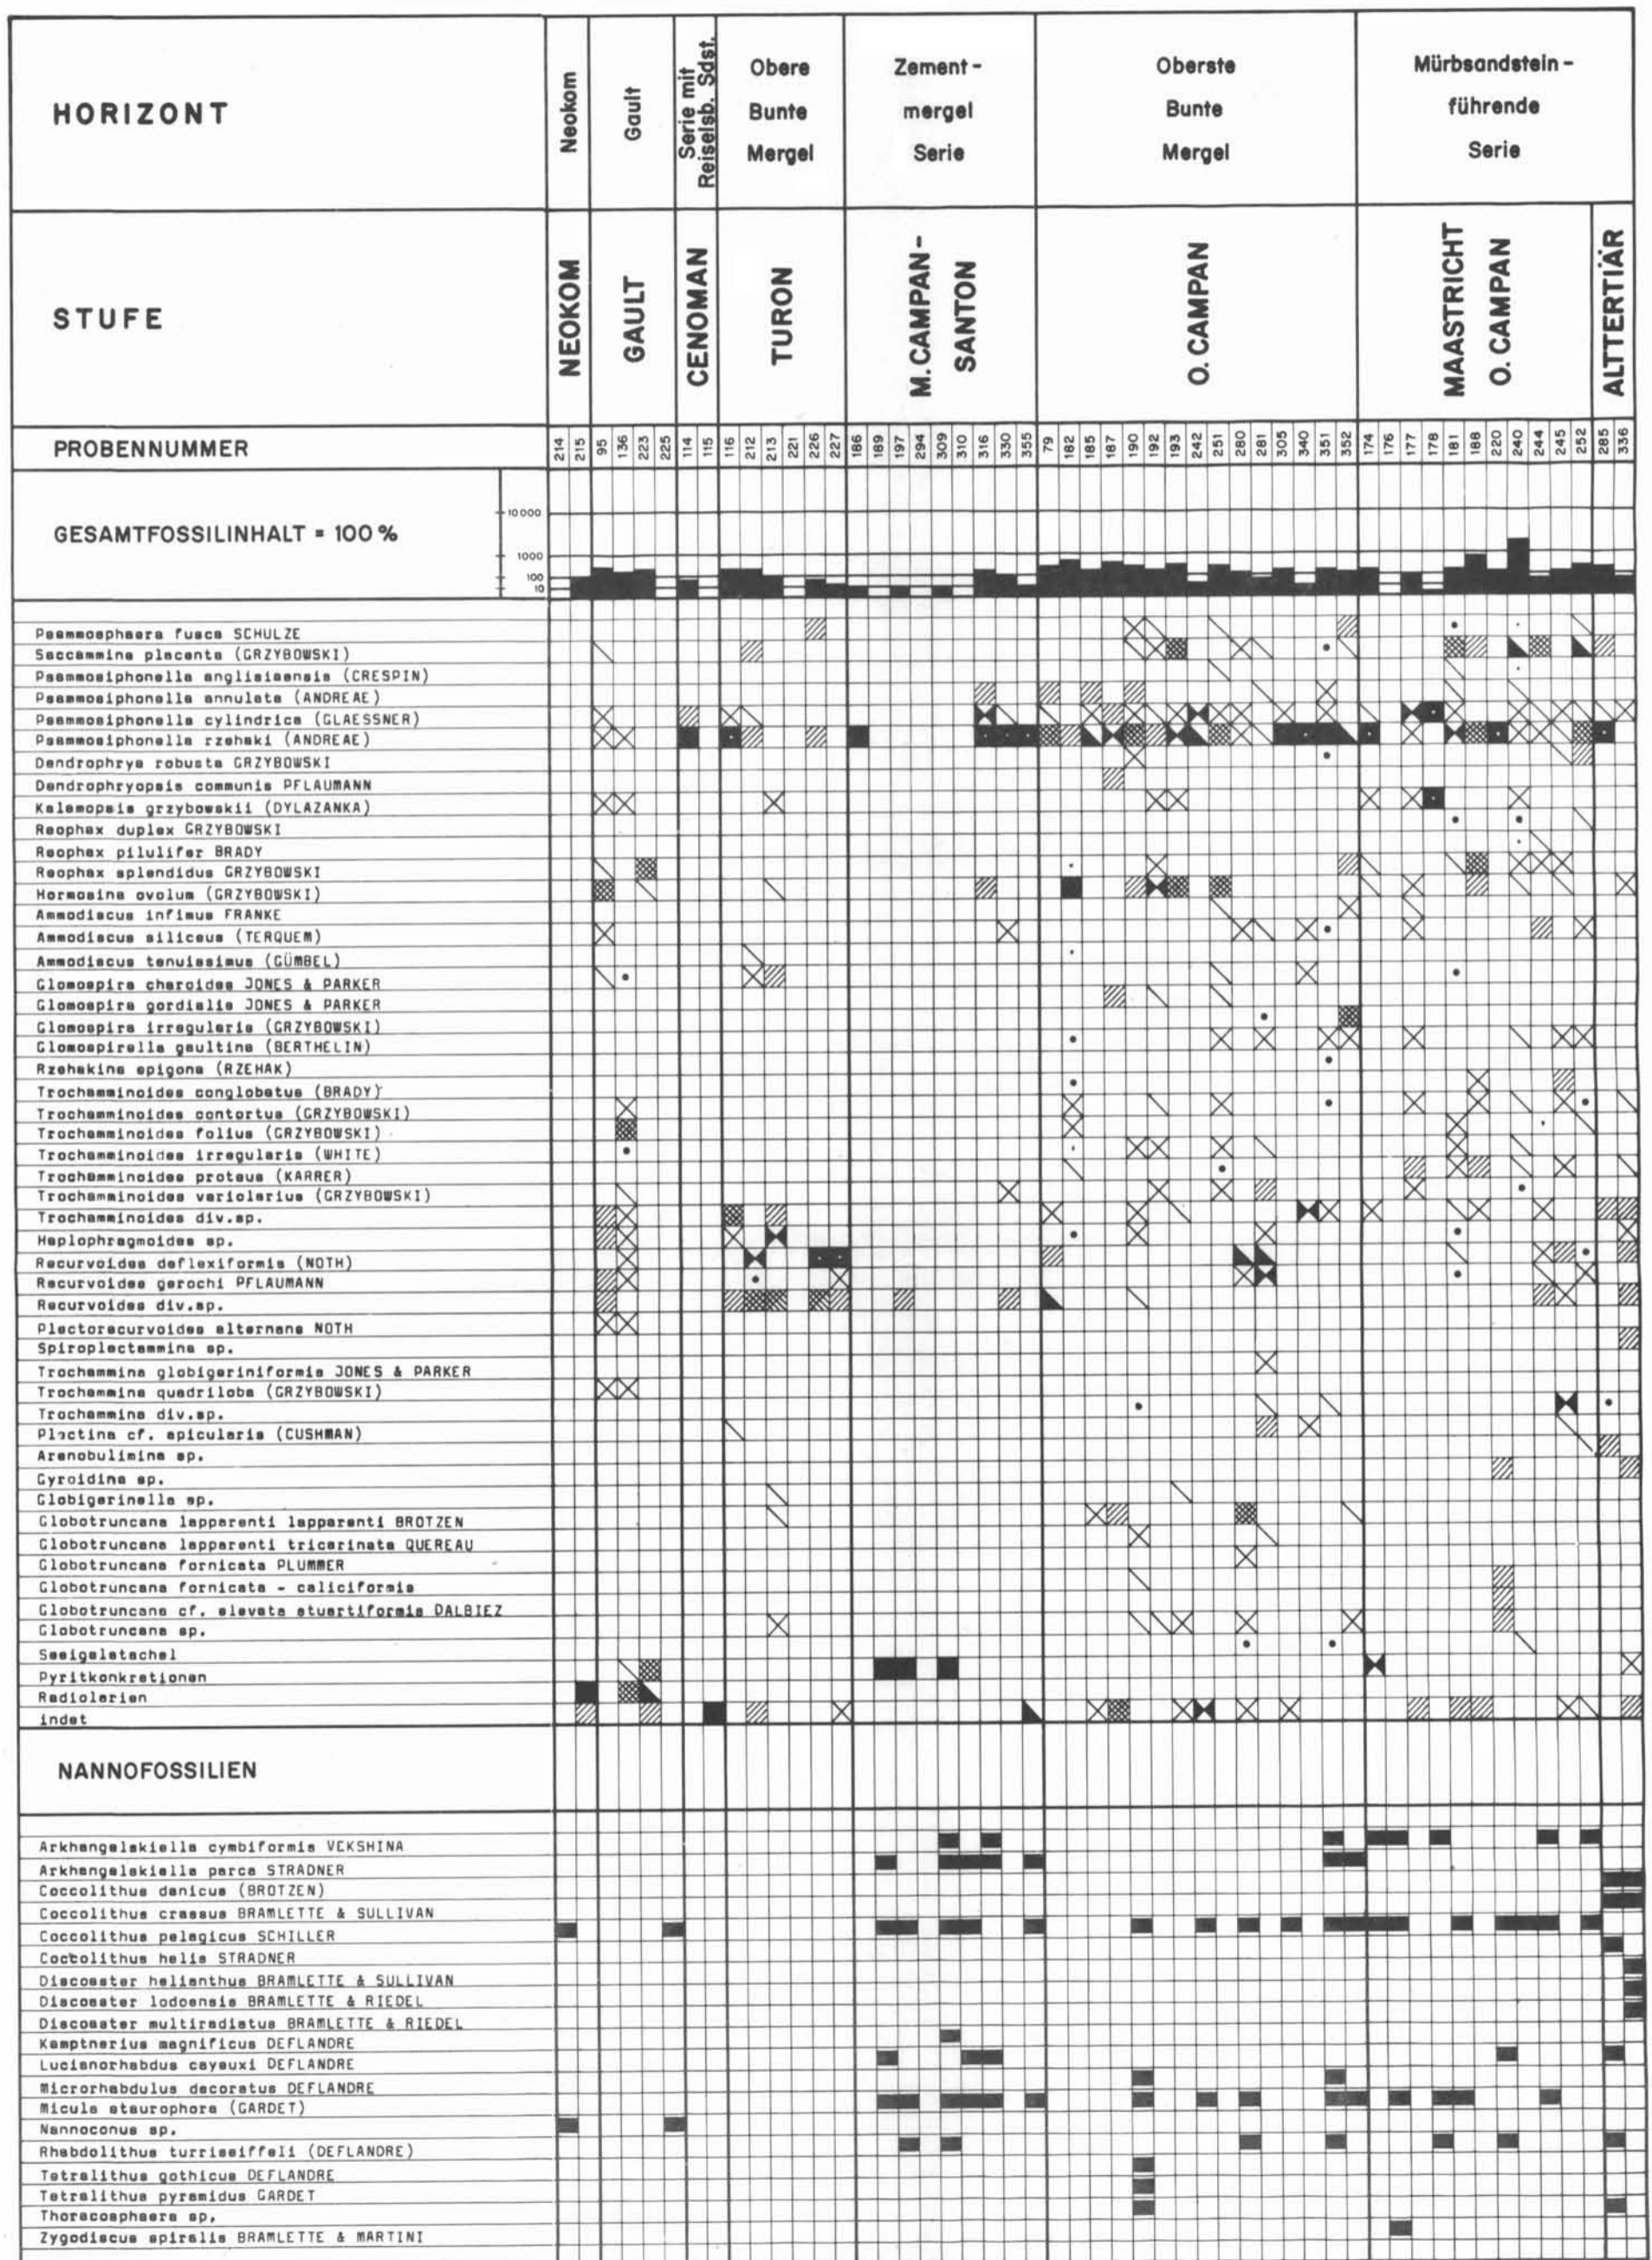 HORIZONT
Neokom
Gault
Serie mit
Reiselsb. Sdst.
Obere
Bunte
Mergel
Zement-
mergel
Serie
Oberste
Bunte
Mergel
Mürbsandstein-
führende
Serie
STUFE
NEOKOM
GAULT
CENOMAN
TURON
M. CAMPAN-
SANTON
O. CAMPAN
MAASTRICHT
O. CAMPAN
ALTTERTIÄR
PROBENNUMMER
214 215 95 136 223 225 114 115 116 212 213 221 226 227 186 189 197 294 309 310 316 330 355 79 182 185 187 190 192 193 242 251 280 281 305 340 351 352 174 176 177 178 181 188 220 240 244 245 252 285 336
GESAMTFOSSILINHALT = 100 %
10000
1000
100
10
Psammosphaera fusca SCHULZE
Saccammina placenta (GRZYBOWSKI)
Psammosiphonella anglisiaensis (CRESPIN)
Psammosiphonella annulata (ANDREAE)
Psammosiphonella cylindrica (GLAESSNER)
Psammosiphonella rzehaki (ANDREAE)
Dendrophrya robusta GRZYBOWSKI
Dendrophryopsis communis PFLAUMANN
Kalamopsis grzybowskii (DYLAZANKA)
Reophax duplex GRZYBOWSKI
Reophax pilulifer BRADY
Reophax splendidus GRZYBOWSKI
Hormosina ovulum (GRZYBOWSKI)
Ammodiscus infimus FRANKE
Ammodiscus siliceus (TERQUEM)
Ammodiscus tenuissimus (GÜMBEL)
Glomospira charoides JONES & PARKER
Glomospira gordialis JONES & PARKER
Glomospira irregularis (GRZYBOWSKI)
Glomospirella gaultina (BERTHELIN)
Rzehakina epigona (RZEHAK)
Trochamminoides conglobatus (BRADY)
Trochamminoides contortus (GRZYBOWSKI)
Trochamminoides folius (GRZYBOWSKI)
Trochamminoides irregularis (WHITE)
Trochamminoides proteus (KARRER)
Trochamminoides variolarius (GRZYBOWSKI)
Trochamminoides div.sp.
Haplophragmoides sp.
Recurvoides deflexiformis (NOTH)
Recurvoides gerochi PFLAUMANN
Recurvoides div.sp.
Plectorecurvoides alternans NOTH
Spiroplectammina sp.
Trochammina globigeriniformis JONES & PARKER
Trochammina quadriloba (GRZYBOWSKI)
Trochammina div.sp.
Plectina cf. apicularis (CUSHMAN)
Arenobulimina sp.
Gyroidina sp.
Globigerinella sp.
Globotruncana lapparenti lapparenti BROTZEN
Globotruncana lapparenti tricarinata QUEREAU
Globotruncana fornicata PLUMMER
Globotruncana fornicata - caliciformis
Globotruncana cf. elevata stuartiformis DALBIEZ
Globotruncana sp.
Seeigelstachel
Pyritkonkretionen
Radiolarien
indet
NANNOFOSSILIEN
Arkhangelskiella cymbiformis VEKSHINA
Arkhangelskiella parca STRADNER
Coccolithus danicus (BROTZEN)
Coccolithus crassus BRAMLETTE & SULLIVAN
Coccolithus pelagicus SCHILLER
Coccolithus helis STRADNER
Discoaster helianthus BRAMLETTE & SULLIVAN
Discoaster lodoensis BRAMLETTE & RIEDEL
Discoaster multiradiatus BRAMLETTE & RIEDEL
Kamptnerius magnificus DEFLANDRE
Lucianorhabdus cayeuxi DEFLANDRE
Microrhabdulus decoratus DEFLANDRE
Micula staurophora (GARDET)
Nannoconus sp.
Rhabdolithus turriseiffeli (DEFLANDRE)
Tetralithus gothicus DEFLANDRE
Tetralithus pyramidus GARDET
Thoracosphaera sp,
Zygodiscus spiralis BRAMLETTE & MARTINI